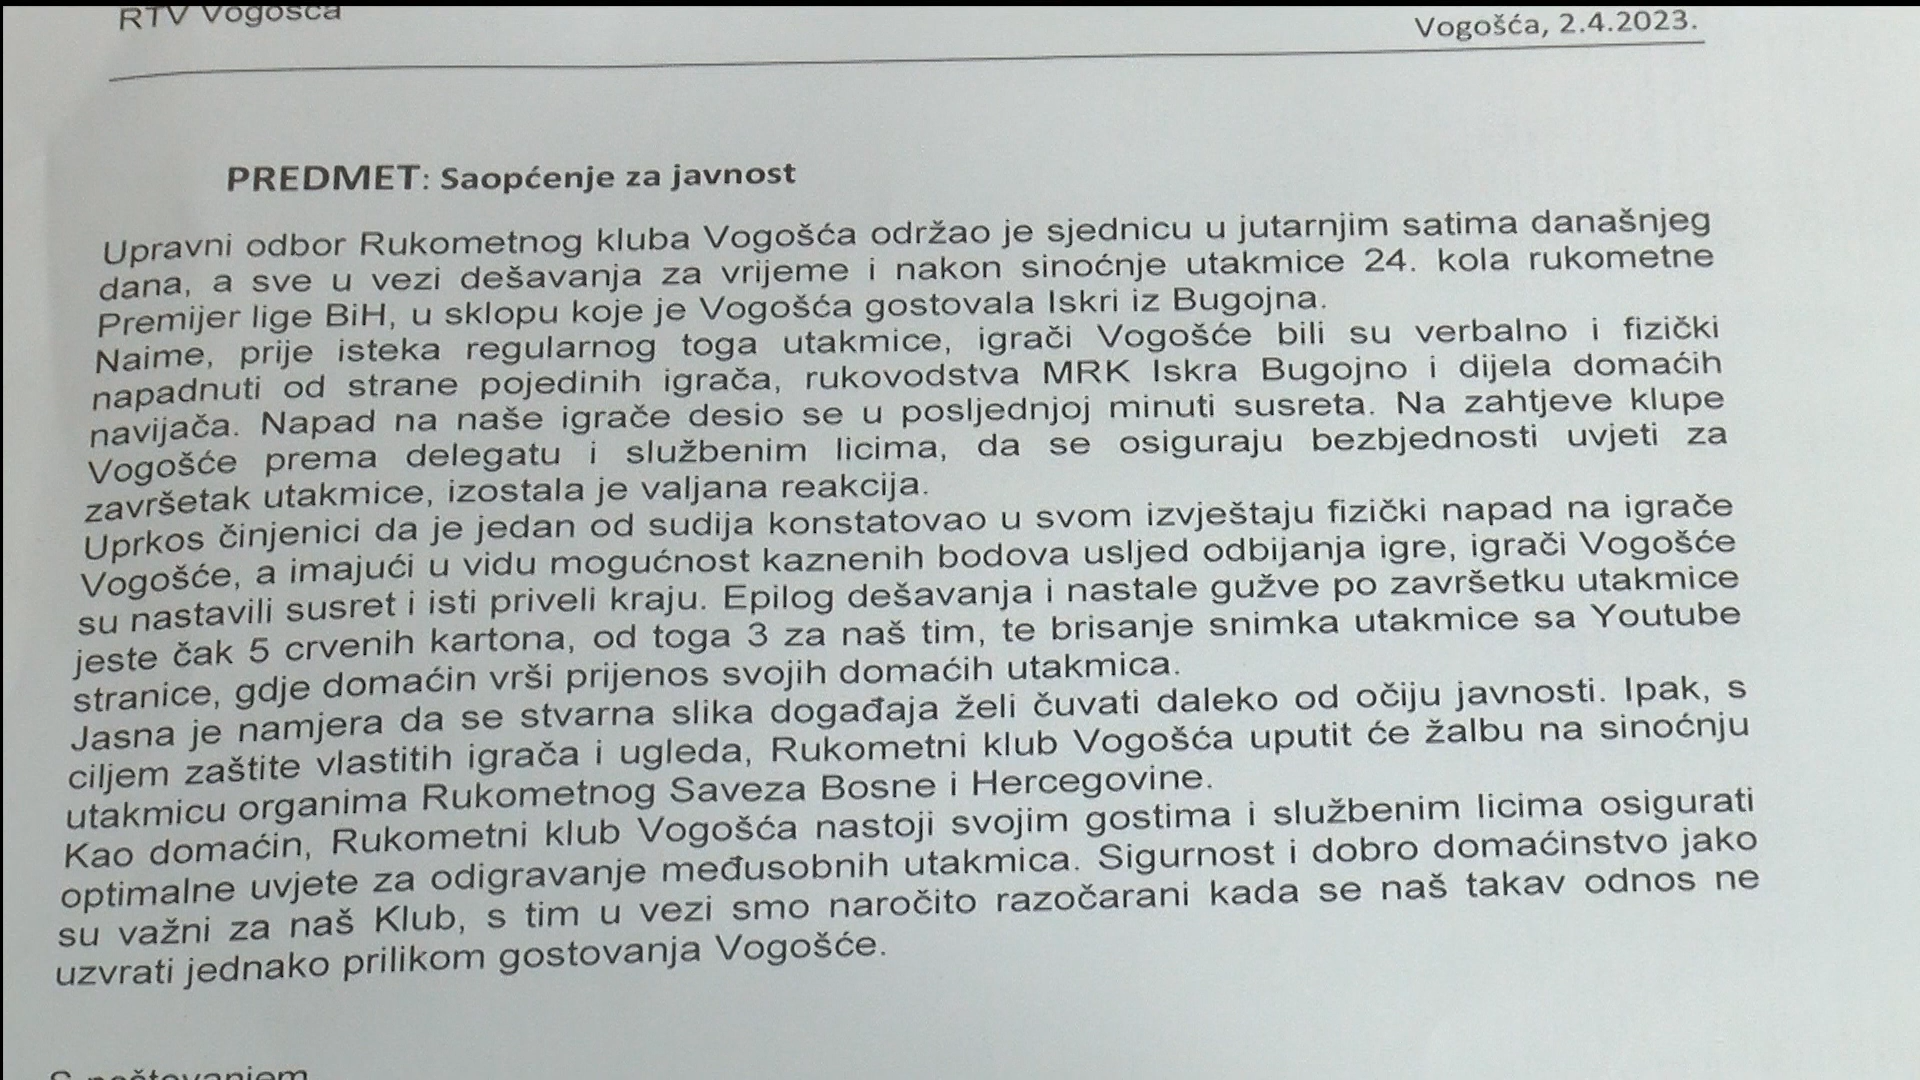 RTV Vogošća
Vogošća, 2.4.2023.
PREDMET: Saopćenje za javnost
Upravni odbor Rukometnog kluba Vogošća održao je sjednicu u jutarnjim satima današnjeg
dana, a sve u vezi dešavanja za vrijeme i nakon sinoćnje utakmice 24. kola rukometne
Premijer lige BiH, u sklopu koje je Vogošća gostovala Iskri iz Bugojna.
Naime, prije isteka regularnog toga utakmice, igrači Vogošće bili su verbalno i fizički
napadnuti od strane pojedinih igrača, rukovodstva MRK Iskra Bugojno i dijela domaćih
navijača. Napad na naše igrače desio se u posljednjoj minuti susreta. Na zahtjeve klupe
Vogošće prema delegatu i službenim licima, da se osiguraju bezbjednosti uvjeti za
završetak utakmice, izostala je valjana reakcija.
Uprkos činjenici da je jedan od sudija konstatovao u svom izvještaju fizički napad na igrače
Vogošće, a imajući u vidu mogućnost kaznenih bodova usljed odbijanja igre, igrači Vogošće
su nastavili susret i isti priveli kraju. Epilog dešavanja i nastale gužve po završetku utakmice
jeste čak 5 crvenih kartona, od toga 3 za naš tim, te brisanje snimka utakmice sa Youtube
stranice, gdje domaćin vrši prijenos svojih domaćih utakmica.
Jasna je namjera da se stvarna slika događaja želi čuvati daleko od očiju javnosti. Ipak, s
ciljem zaštite vlastitih igrača i ugleda, Rukometni klub Vogošća uputit će žalbu na sinoćnju
utakmicu organima Rukometnog Saveza Bosne i Hercegovine.
Kao domaćin, Rukometni klub Vogošća nastoji svojim gostima i službenim licima osigurati
optimalne uvjete za odigravanje međusobnih utakmica. Sigurnost i dobro domaćinstvo jako
su važni za naš Klub, s tim u vezi smo naročito razočarani kada se naš takav odnos ne
uzvrati jednako prilikom gostovanja Vogošće.
S poštovanjem